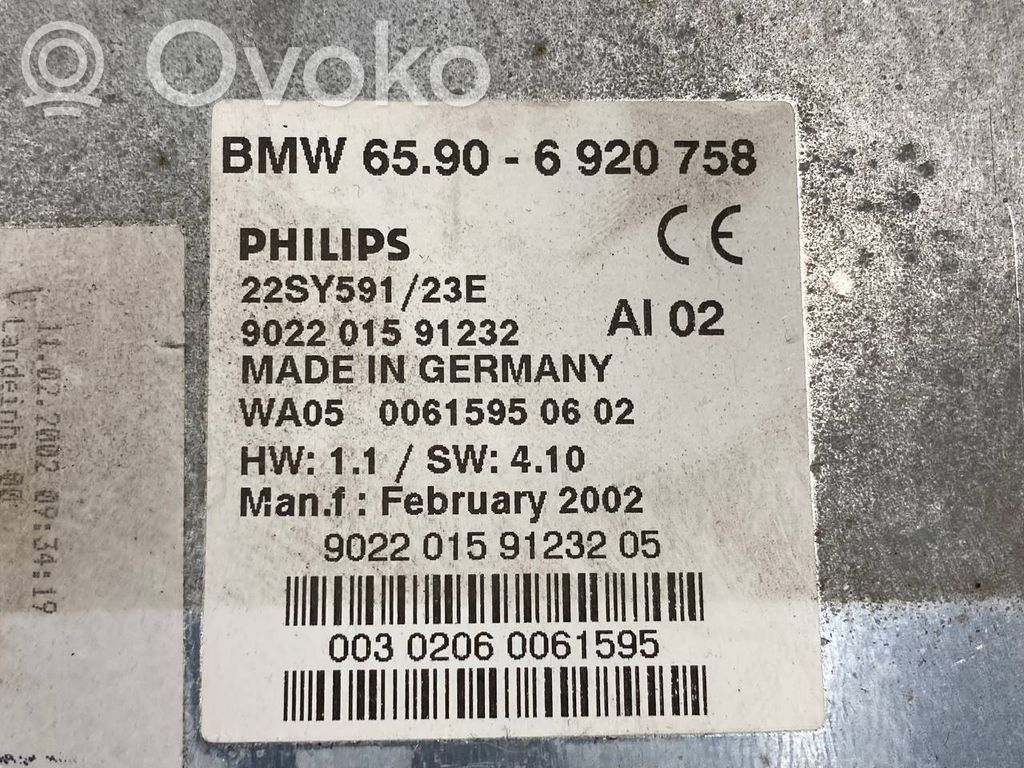 Ovoko
BMW 65.90 - 6 920 758
PHILIPS
CE
22SY591/23E
AI 02
9022 015 91232
MADE IN GERMANY
WA05 0061595 0 6 02
HW: 1.1 / SW: 4.10
Man.f : February 2002
9022 015 91232 05
003 0206 0061595
11.02.2002 09:34:19